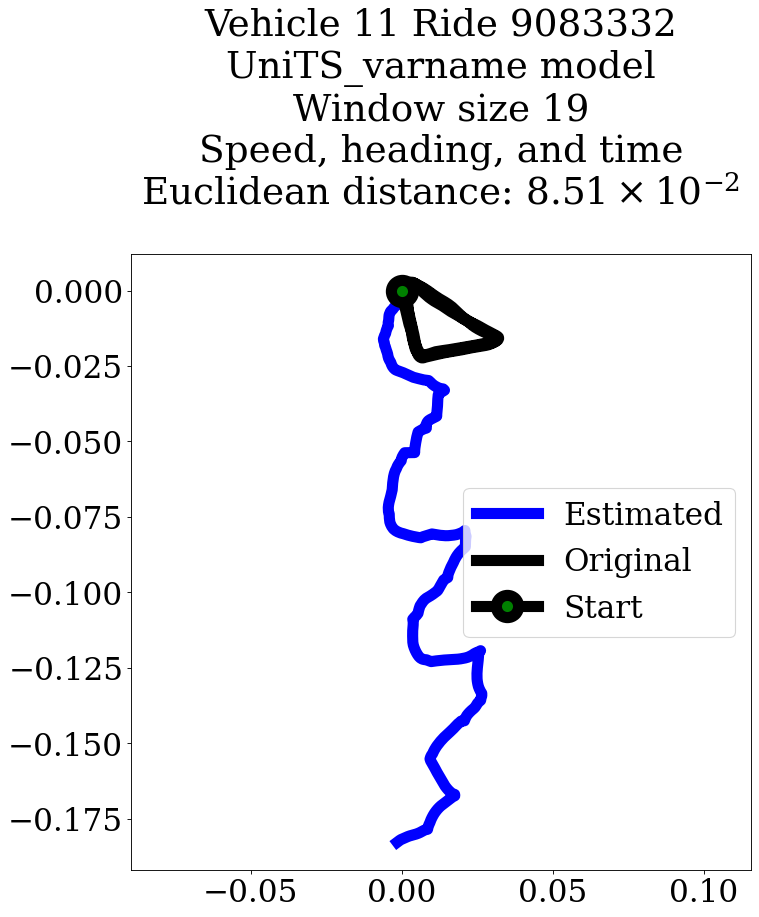 Vehicle 11 Ride 9083332
UniTS_varname model
Window size 19
Speed, heading, and time
Euclidean distance: 8.51 × 10⁻²
0.000
−0.025
−0.050
−0.075
−0.100
−0.125
−0.150
−0.175
Estimated
Original
Start
−0.05 0.00 0.05 0.10